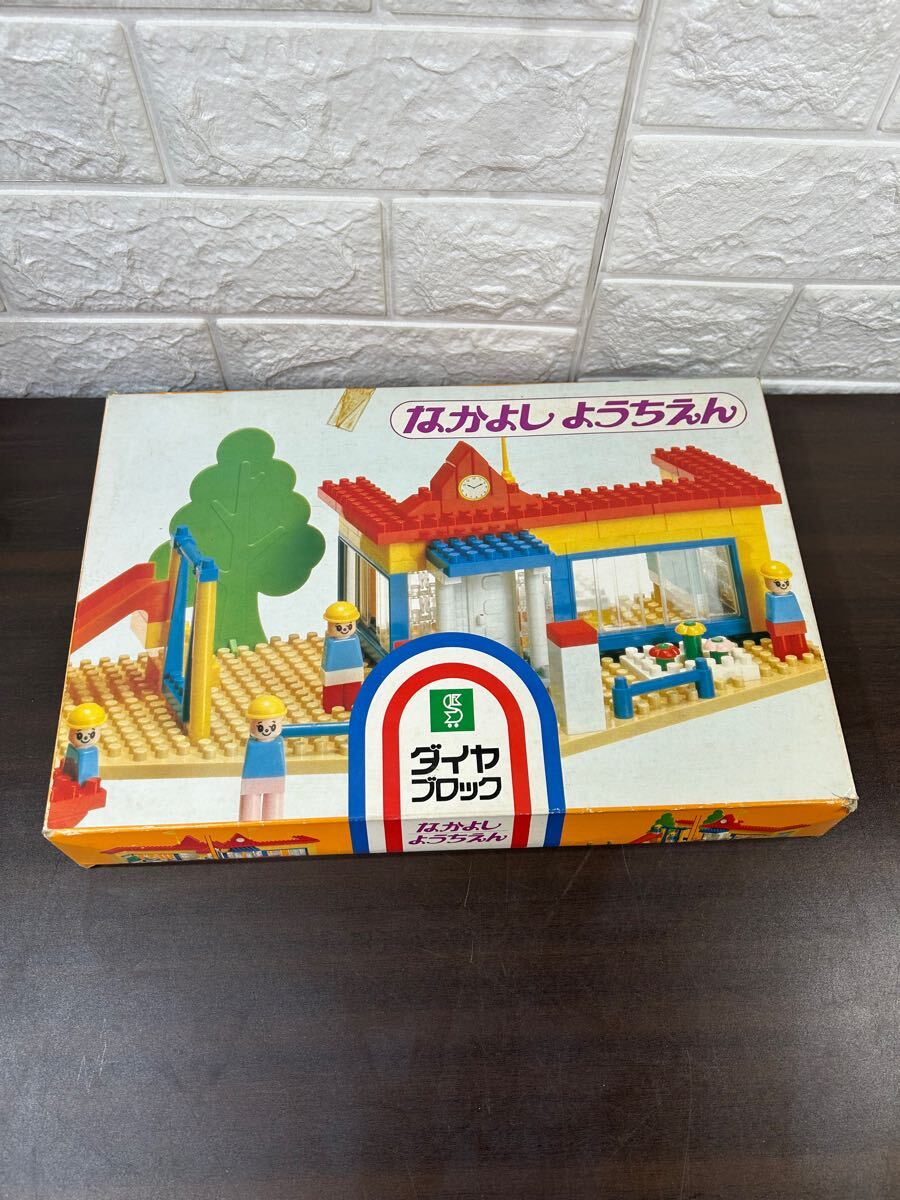 なかよし ようちえん
ダイヤ
ブロック
なかよし
ようちえん